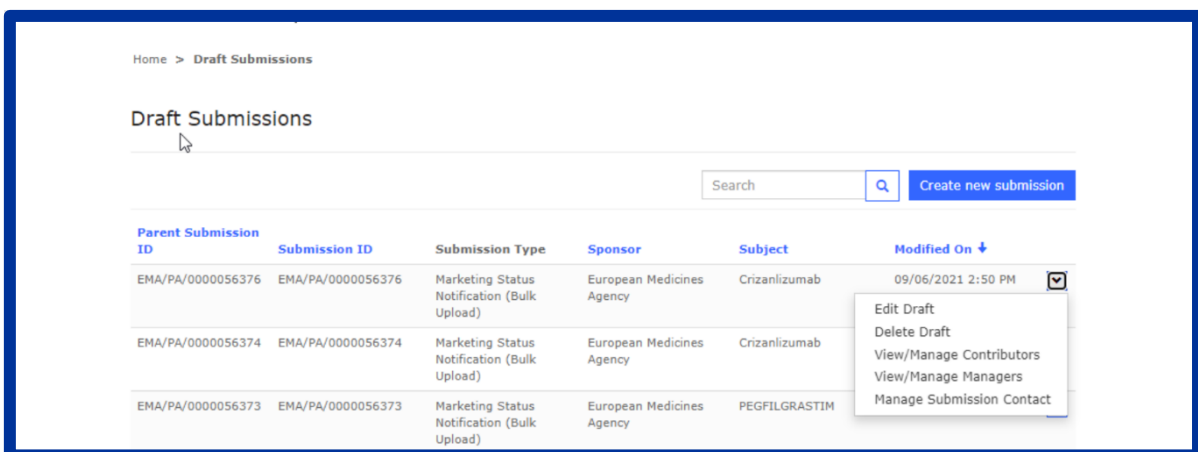 Home > Draft Submissions
Draft Submissions
Search
Create new submission
Parent Submission
ID
Submission ID
Submission Type
Sponsor
Subject
Modified On
EMA/PA/0000056376
EMA/PA/0000056376
Marketing Status
Notification (Bulk
Upload)
European Medicines
Agency
Crizanlizumab
09/06/2021 2:50 PM
Edit Draft
Delete Draft
View/Manage Contributors
View/Manage Managers
Manage Submission Contact
EMA/PA/0000056374
EMA/PA/0000056374
Marketing Status
Notification (Bulk
Upload)
European Medicines
Agency
Crizanlizumab
EMA/PA/0000056373
EMA/PA/0000056373
Marketing Status
Notification (Bulk
Upload)
European Medicines
Agency
PEGFILGRASTIM